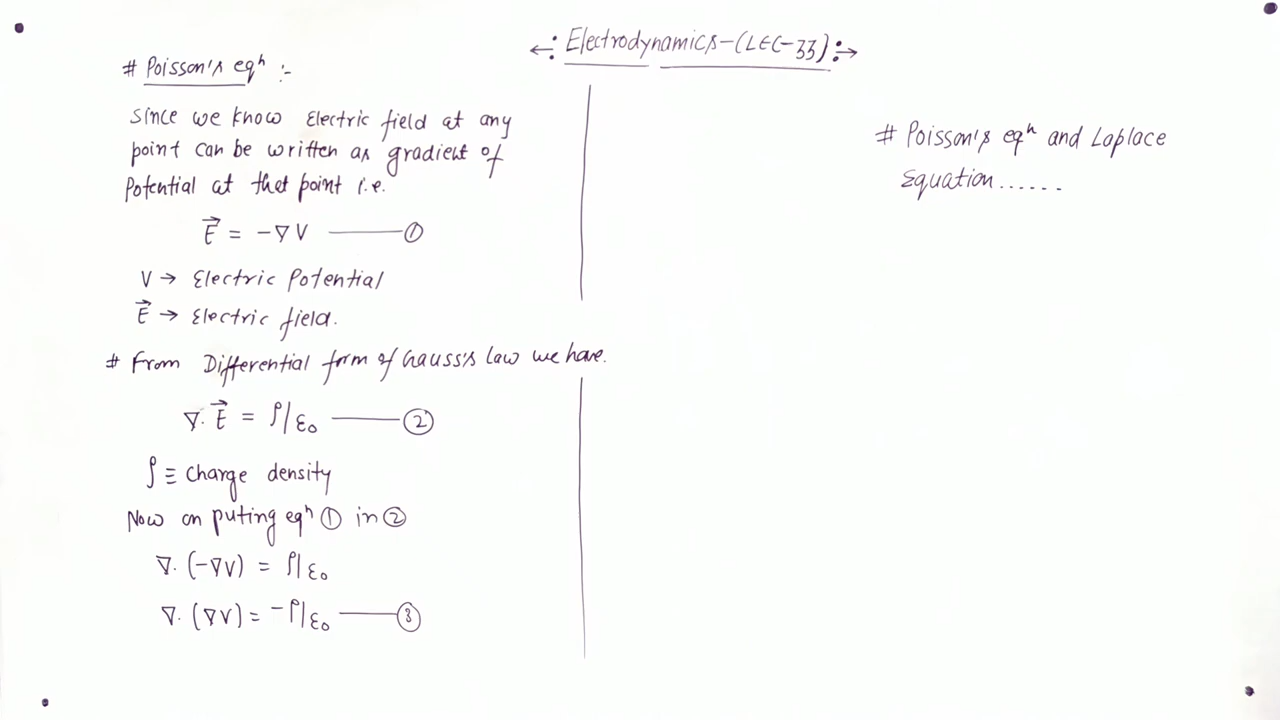 ←: Electrodynamics-(LEC-33):→
# Poisson's eqⁿ :-
Since we know Electric field at any
point can be written as gradient of
Potential at that point i.e.
E⃗ = -∇V ——— ①
V → Electric Potential
E⃗ → Electric field.
# From Differential form of Gauss's Law we have.
∇. E⃗ = ρ/ε₀ ——— ②
ρ ≡ Charge density
Now on puting eqⁿ ① in ②
∇. (-∇V) = ρ/ε₀
∇. (∇V) = -ρ/ε₀ ——— ③
# Poisson's eqⁿ and Laplace
Equation......